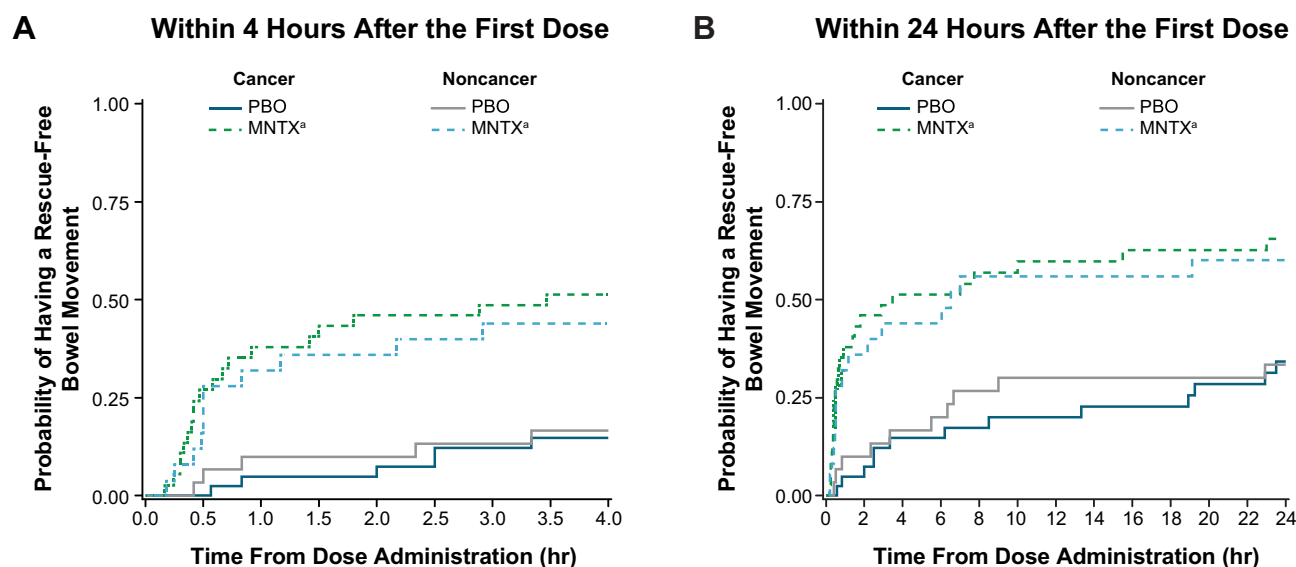 A Within 4 Hours After the First Dose
Cancer Noncancer
PBO PBO
MNTXᵃ MNTXᵃ
Probability of Having a Rescue-Free
Bowel Movement
1.00
0.75
0.50
0.25
0.00
0.0 0.5 1.0 1.5 2.0 2.5 3.0 3.5 4.0
Time From Dose Administration (hr)
B Within 24 Hours After the First Dose
Cancer Noncancer
PBO PBO
MNTXᵃ MNTXᵃ
Probability of Having a Rescue-Free
Bowel Movement
1.00
0.75
0.50
0.25
0.00
0 2 4 6 8 10 12 14 16 18 20 22 24
Time From Dose Administration (hr)